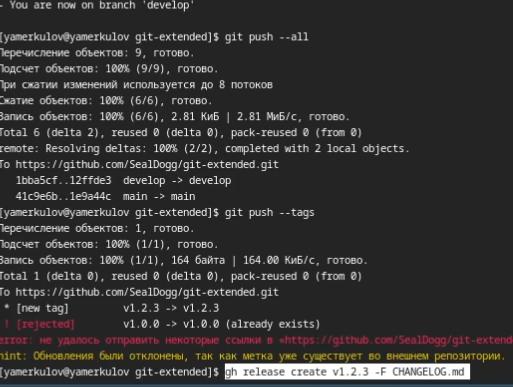 - You are now on branch 'develop'
[yamerkulov@yamerkulov git-extended]$ git push --all
Перечисление объектов: 9, готово.
Подсчет объектов: 100% (9/9), готово.
При сжатии изменений используется до 8 потоков
Сжатие объектов: 100% (6/6), готово.
Запись объектов: 100% (6/6), 2.81 КиБ | 2.81 МиБ/с, готово.
Total 6 (delta 2), reused 0 (delta 0), pack-reused 0 (from 0)
remote: Resolving deltas: 100% (2/2), completed with 2 local objects.
To https://github.com/SealDogg/git-extended.git
1bba5cf..12ffde3 develop -> develop
41c9e6b..1e9a44c main -> main
[yamerkulov@yamerkulov git-extended]$ git push --tags
Перечисление объектов: 1, готово.
Подсчет объектов: 100% (1/1), готово.
Запись объектов: 100% (1/1), 164 байта | 164.00 КиБ/с, готово.
Total 1 (delta 0), reused 0 (delta 0), pack-reused 0 (from 0)
To https://github.com/SealDogg/git-extended.git
* [new tag] v1.2.3 -> v1.2.3
! [rejected] v1.0.0 -> v1.0.0 (already exists)
error: не удалось отправить некоторые ссылки в «https://github.com/SealDogg/git-extend
hint: Обновления были отклонены, так как метка уже существует во внешнем репозитории.
[yamerkulov@yamerkulov git-extended]$ gh release create v1.2.3 -F CHANGELOG.md